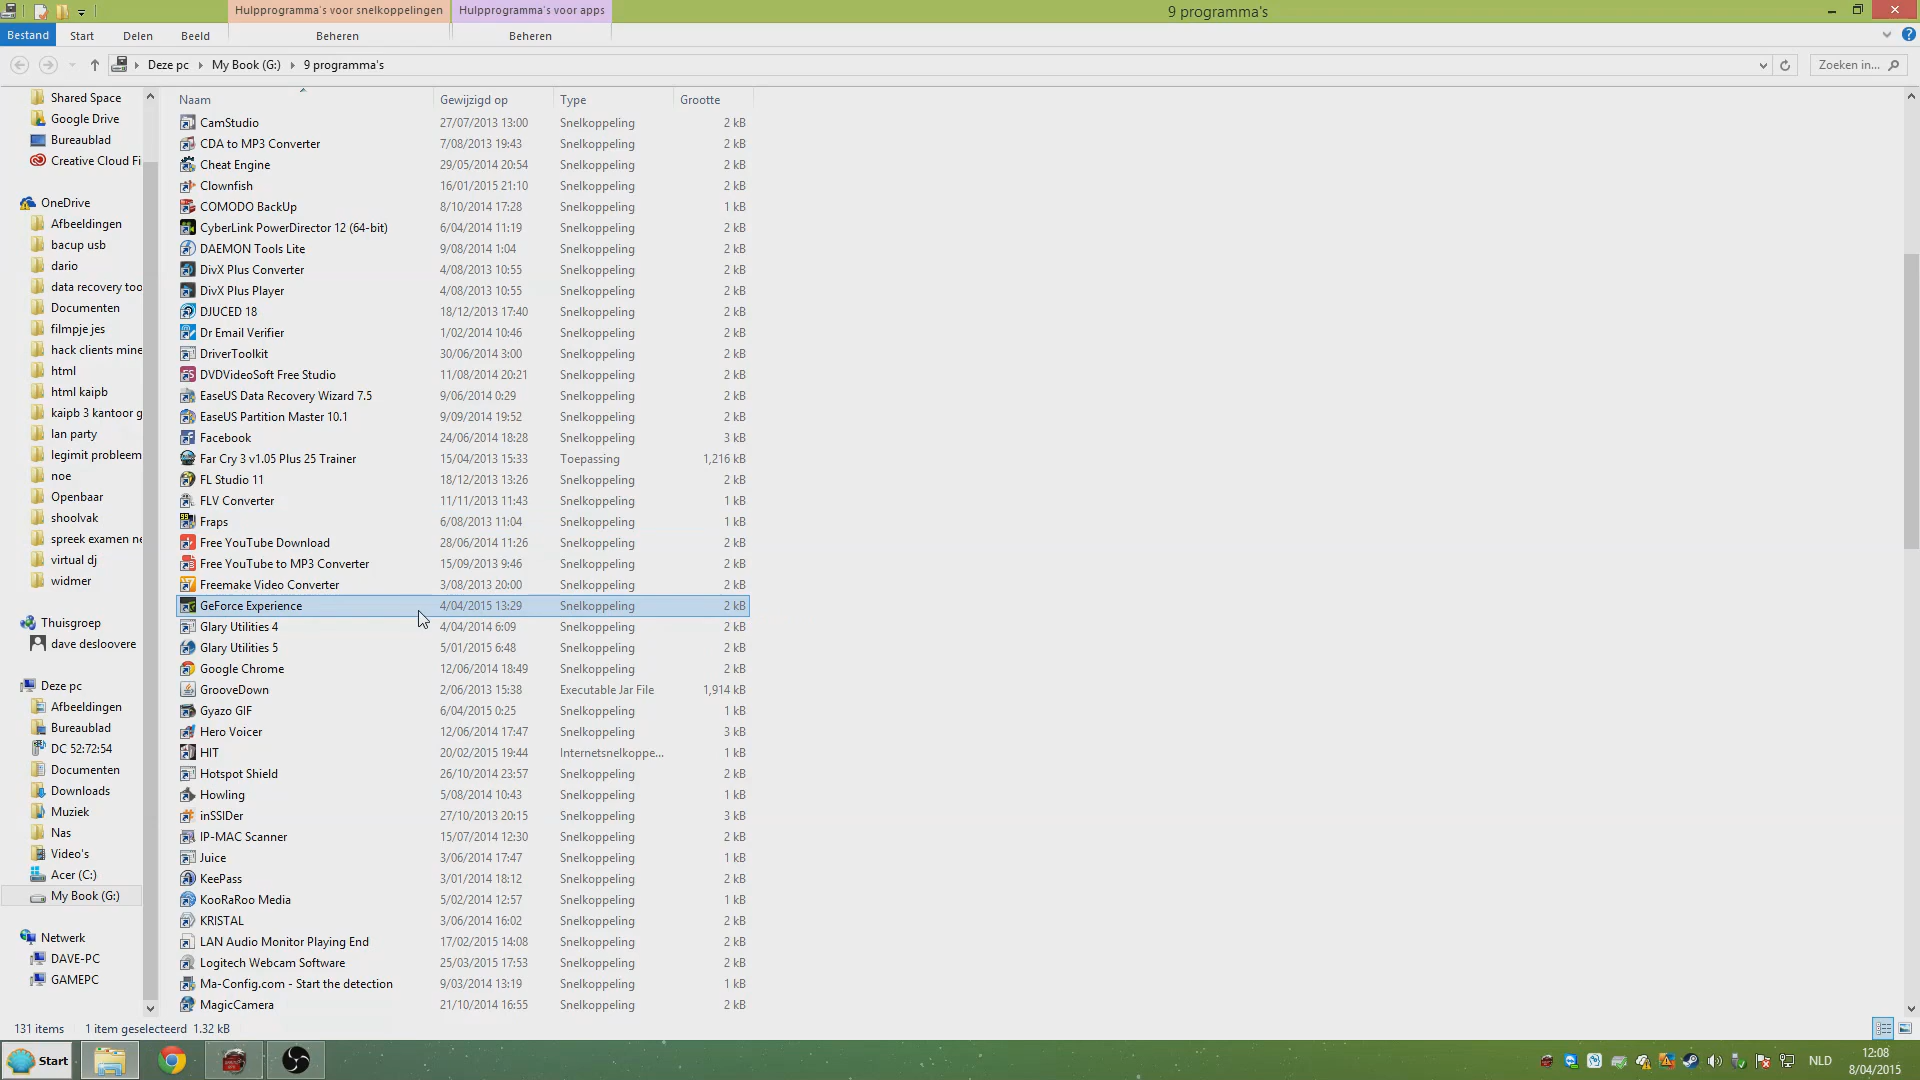 Hulpprogramma's voor snelkoppelingen Hulpprogramma's voor apps 9 programma's
Bestand Start Delen Beeld Beheren Beheren
Deze pc My Book (G:) 9 programma's Zoeken in...
Naam Gewijzigd op Type Grootte
Shared Space
Google Drive
Bureaublad
Creative Cloud Fi
OneDrive
Afbeeldingen
bacup usb
dario
data recovery too
Documenten
filmpje jes
hack clients mine
html
html kaipb
kaipb 3 kantoor g
lan party
legimit probleem
noe
Openbaar
shoolvak
spreek examen ne
virtual dj
widmer
Thuisgroep
dave desloovere
Deze pc
Afbeeldingen
Bureaublad
DC 52:72:54
Documenten
Downloads
Muziek
Nas
Video's
Acer (C:)
My Book (G:)
Netwerk
DAVE-PC
GAMEPC
CamStudio 27/07/2013 13:00 Snelkoppeling 2 kB
CDA to MP3 Converter 7/08/2013 19:43 Snelkoppeling 2 kB
Cheat Engine 29/05/2014 20:54 Snelkoppeling 2 kB
Clownfish 16/01/2015 21:10 Snelkoppeling 2 kB
COMODO BackUp 8/10/2014 17:28 Snelkoppeling 1 kB
CyberLink PowerDirector 12 (64-bit) 6/04/2014 11:19 Snelkoppeling 2 kB
DAEMON Tools Lite 9/08/2014 1:04 Snelkoppeling 2 kB
DivX Plus Converter 4/08/2013 10:55 Snelkoppeling 2 kB
DivX Plus Player 4/08/2013 10:55 Snelkoppeling 2 kB
DJUCED 18 18/12/2013 17:40 Snelkoppeling 2 kB
Dr Email Verifier 1/02/2014 10:46 Snelkoppeling 2 kB
DriverToolkit 30/06/2014 3:00 Snelkoppeling 2 kB
DVDVideoSoft Free Studio 11/08/2014 20:21 Snelkoppeling 2 kB
EaseUS Data Recovery Wizard 7.5 9/06/2014 0:29 Snelkoppeling 2 kB
EaseUS Partition Master 10.1 9/09/2014 19:52 Snelkoppeling 2 kB
Facebook 24/06/2014 18:28 Snelkoppeling 3 kB
Far Cry 3 v1.05 Plus 25 Trainer 15/04/2013 15:33 Toepassing 1,216 kB
FL Studio 11 18/12/2013 13:26 Snelkoppeling 2 kB
FLV Converter 11/11/2013 11:43 Snelkoppeling 1 kB
Fraps 6/08/2013 11:04 Snelkoppeling 1 kB
Free YouTube Download 28/06/2014 11:26 Snelkoppeling 2 kB
Free YouTube to MP3 Converter 15/09/2013 9:46 Snelkoppeling 2 kB
Freemake Video Converter 3/08/2013 20:00 Snelkoppeling 2 kB
GeForce Experience 4/04/2015 13:29 Snelkoppeling 2 kB
Glary Utilities 4 4/04/2014 6:09 Snelkoppeling 2 kB
Glary Utilities 5 5/01/2015 6:48 Snelkoppeling 2 kB
Google Chrome 12/06/2014 18:49 Snelkoppeling 2 kB
GrooveDown 2/06/2013 15:38 Executable Jar File 1,914 kB
Gyazo GIF 6/04/2015 0:25 Snelkoppeling 1 kB
Hero Voicer 12/06/2014 17:47 Snelkoppeling 3 kB
HIT 20/02/2015 19:44 Internetsnelkoppe... 1 kB
Hotspot Shield 26/10/2014 23:57 Snelkoppeling 2 kB
Howling 5/08/2014 10:43 Snelkoppeling 1 kB
inSSIDer 27/10/2013 20:15 Snelkoppeling 3 kB
IP-MAC Scanner 15/07/2014 12:30 Snelkoppeling 2 kB
Juice 3/06/2014 17:47 Snelkoppeling 1 kB
KeePass 3/01/2014 18:12 Snelkoppeling 2 kB
KooRaRoo Media 5/02/2014 12:57 Snelkoppeling 1 kB
KRISTAL 3/06/2014 16:02 Snelkoppeling 2 kB
LAN Audio Monitor Playing End 17/02/2015 14:08 Snelkoppeling 2 kB
Logitech Webcam Software 25/03/2015 17:53 Snelkoppeling 2 kB
Ma-Config.com - Start the detection 9/03/2014 13:19 Snelkoppeling 1 kB
MagicCamera 21/10/2014 16:55 Snelkoppeling 2 kB
131 items 1 item geselecteerd 1.32 kB
Start NLD 12:08
8/04/2015